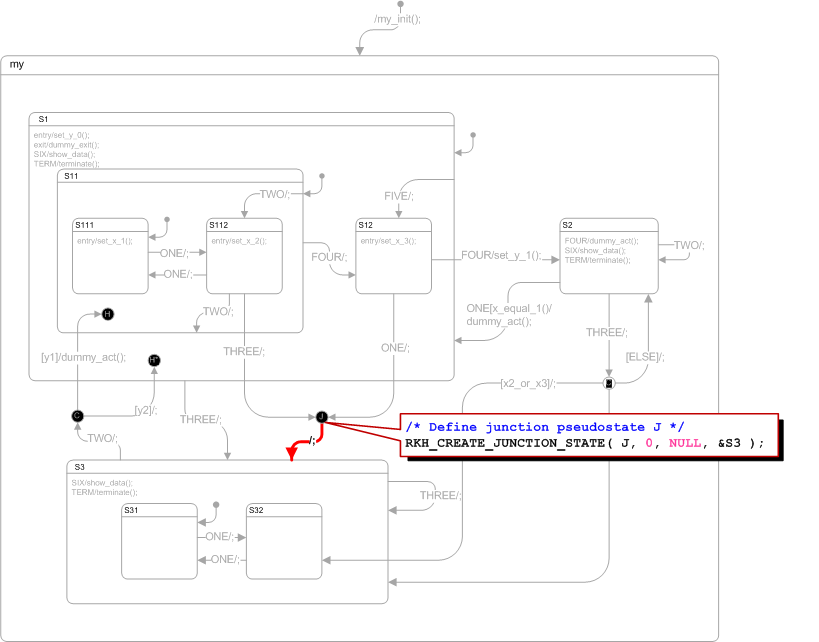 /my_init();
my
S1
entry/set_y_0();
exit/dummy_exit();
SIX/show_data();
TERM/terminate();
S11
TWO/;
FIVE/;
S111
entry/set_x_1();
S112
entry/set_x_2();
S12
entry/set_x_3();
S2
FOUR/dummy_act();
SIX/show_data();
TERM/terminate();
TWO/;
ONE/;
ONE/;
FOUR/;
FOUR/set_y_1();
H
TWO/;
ONE[x_equal_1()/
dummy_act();
THREE/;
[y1]/dummy_act();
H*
THREE/;
ONE/;
[ELSE]/;
[x2_or_x3]/;
C
[y2]/;
THREE/;
J
TWO/;
/;
/* Define junction pseudostate J */
RKH_CREATE_JUNCTION_STATE( J, 0, NULL, &S3 );
S3
SIX/show_data();
TERM/terminate();
THREE/;
S31
S32
ONE/;
ONE/;